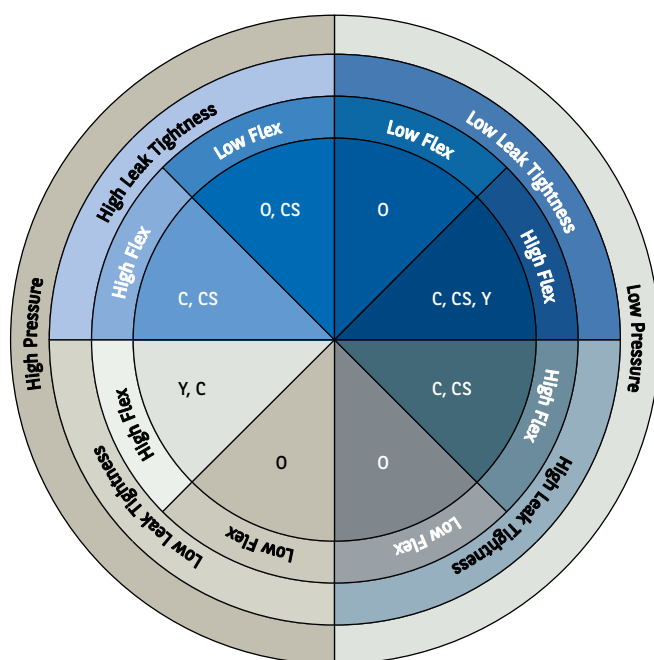 High Leak Tightness
Low Leak Tightness
Low Flex
Low Flex
O, CS
O
High Flex
High Flex
C, CS
C, CS, Y
High Pressure
Low Pressure
Y, C
C, CS
High Flex
HIgh Flex
O
O
Low Leak Tightness
High Leak Tightness
Low Flex
Low Flex